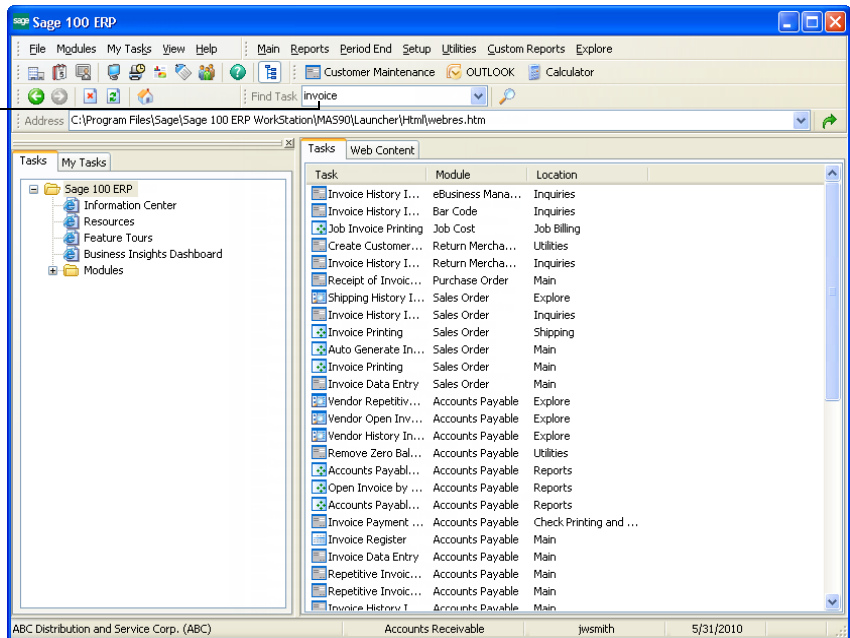 sage Sage 100 ERP
File Modules My Tasks View Help Main Reports Period End Setup Utilities Custom Reports Explore
Customer Maintenance OUTLOOK Calculator
Find Task invoice
Address C:\Program Files\Sage\Sage 100 ERP WorkStation\MAS90\Launcher\Html\webres.htm
Tasks My Tasks
Sage 100 ERP
Information Center
Resources
Feature Tours
Business Insights Dashboard
Modules
Tasks Web Content
Task Module Location
Invoice History I... eBusiness Mana... Inquiries
Invoice History I... Bar Code Inquiries
Job Invoice Printing Job Cost Job Billing
Create Customer... Return Mercha... Utilities
Invoice History I... Return Mercha... Inquiries
Receipt of Invoic... Purchase Order Main
Shipping History I... Sales Order Explore
Invoice History I... Sales Order Inquiries
Invoice Printing Sales Order Shipping
Auto Generate In... Sales Order Main
Invoice Printing Sales Order Main
Invoice Data Entry Sales Order Main
Vendor Repetitiv... Accounts Payable Explore
Vendor Open Inv... Accounts Payable Explore
Vendor History In... Accounts Payable Explore
Remove Zero Bal... Accounts Payable Utilities
Accounts Payabl... Accounts Payable Reports
Open Invoice by ... Accounts Payable Reports
Accounts Payabl... Accounts Payable Reports
Invoice Payment ... Accounts Payable Check Printing and ...
Invoice Register Accounts Payable Main
Invoice Data Entry Accounts Payable Main
Repetitive Invoic... Accounts Payable Main
Repetitive Invoic... Accounts Payable Main
Invoice History I... Accounts Payable Main
ABC Distribution and Service Corp. (ABC) Accounts Receivable jwsmith 5/31/2010